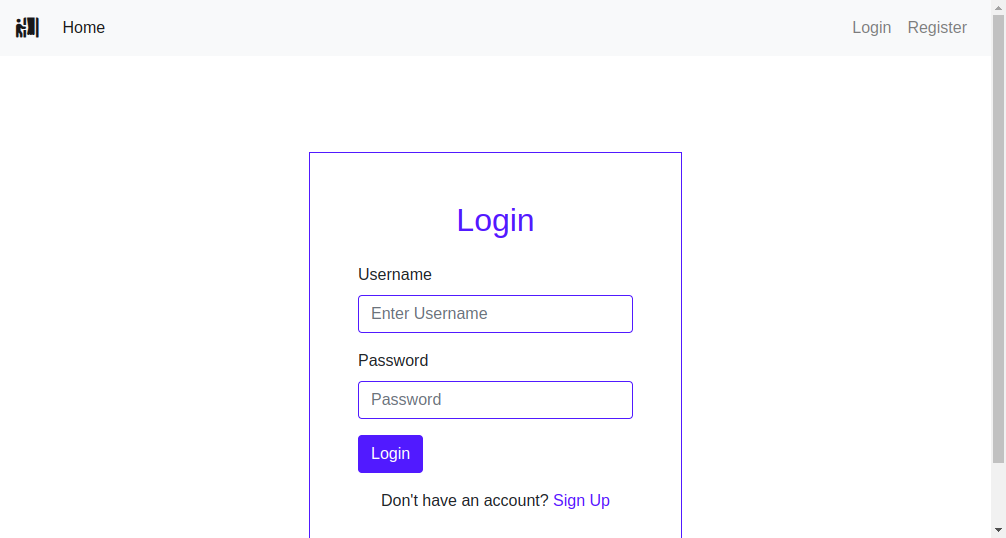 Home Login Register
Login
Username
Enter Username
Password
Password
Login
Don't have an account? Sign Up